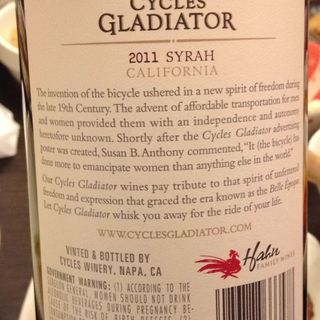 CYCLES
GLADIATOR
2011 SYRAH
CALIFORNIA
The invention of the bicycle ushered in a new spirit of freedom during
the late 19th Century. The advent of affordable transportation for men
and women provided them with an independence and autonomy
heretofore unknown. Shortly after the Cycles Gladiator advertising
poster was created, Susan B. Anthony commented, "It (the bicycle) has
done more to emancipate women than anything else in the world."
Our Cycles Gladiator wines pay tribute to that spirit of unfettered
freedom and expression that graced the era known as the Belle Epoque.
Let Cycles Gladiator whisk you away for the ride of your life.
WWW.CYCLESGLADIATOR.COM
VINTED & BOTTLED BY
CYCLES WINERY, NAPA, CA
Hahn
FAMILY WINES
GOVERNMENT WARNING: (1) ACCORDING TO THE
SURGEON GENERAL, WOMEN SHOULD NOT DRINK
ALCOHOLIC BEVERAGES DURING PREGNANCY BE-
RISK OF BIRTH DEFECTS. (2)